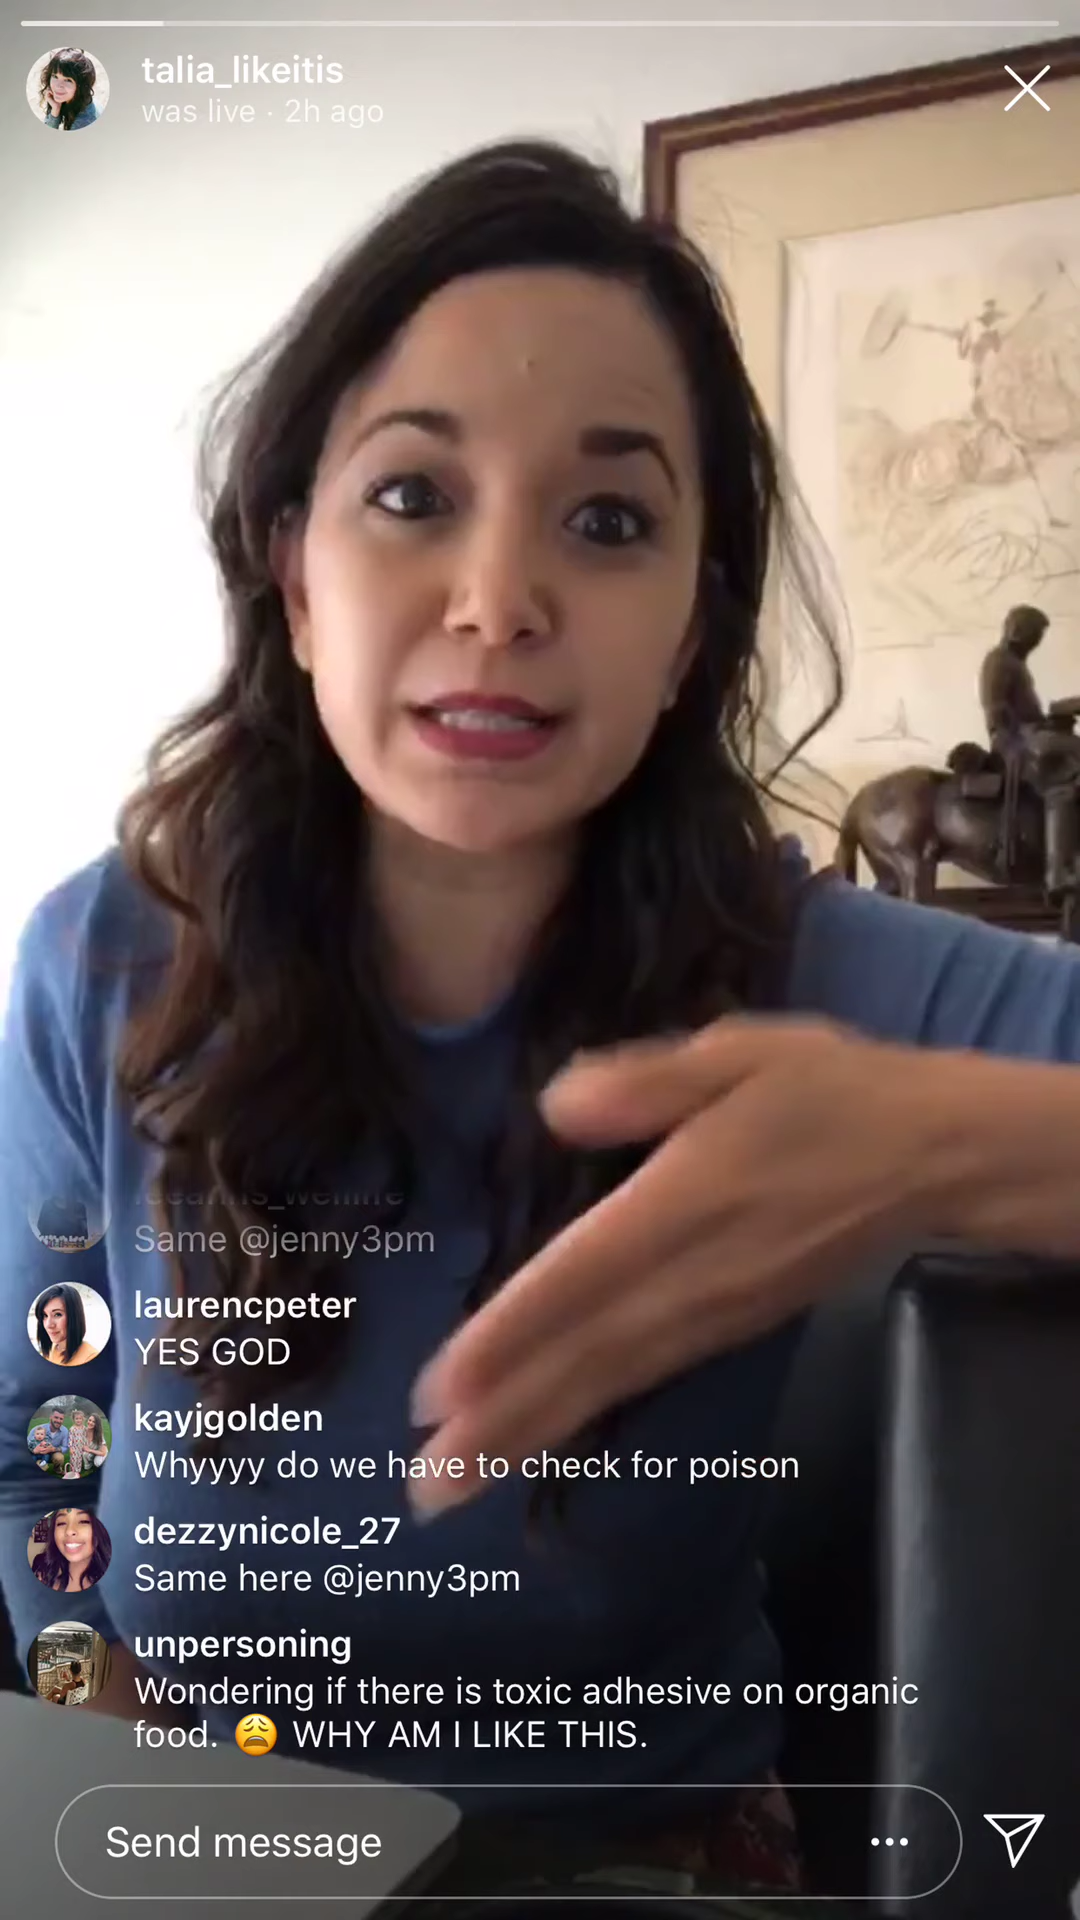 talia_likeitis
was live · 2h ago
Same @jenny3pm
laurencpeter
YES GOD
kayjgolden
Whyyyy do we have to check for poison
dezzynicole_27
Same here @jenny3pm
unpersoning
Wondering if there is toxic adhesive on organic
food. 😩 WHY AM I LIKE THIS.
Send message